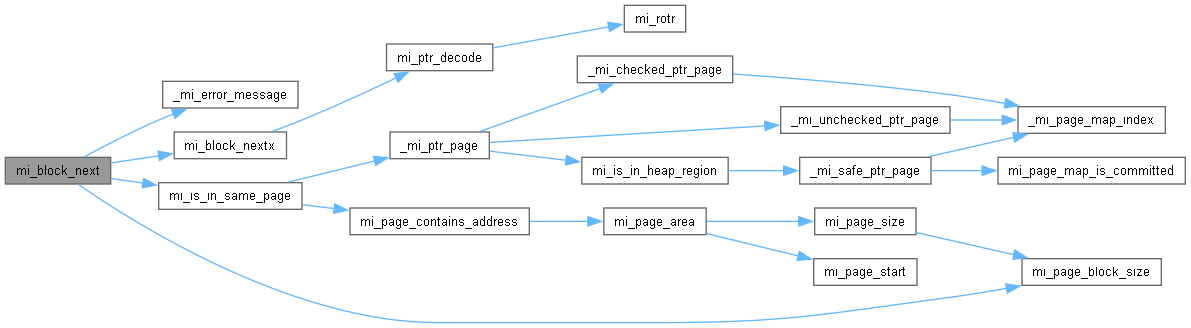 mi_block_next
_mi_error_message
mi_block_nextx
mi_is_in_same_page
mi_ptr_decode
_mi_ptr_page
mi_page_contains_address
mi_rotr
_mi_checked_ptr_page
mi_is_in_heap_region
mi_page_area
_mi_unchecked_ptr_page
_mi_safe_ptr_page
mi_page_size
mi_page_start
_mi_page_map_index
mi_page_map_is_committed
mi_page_block_size